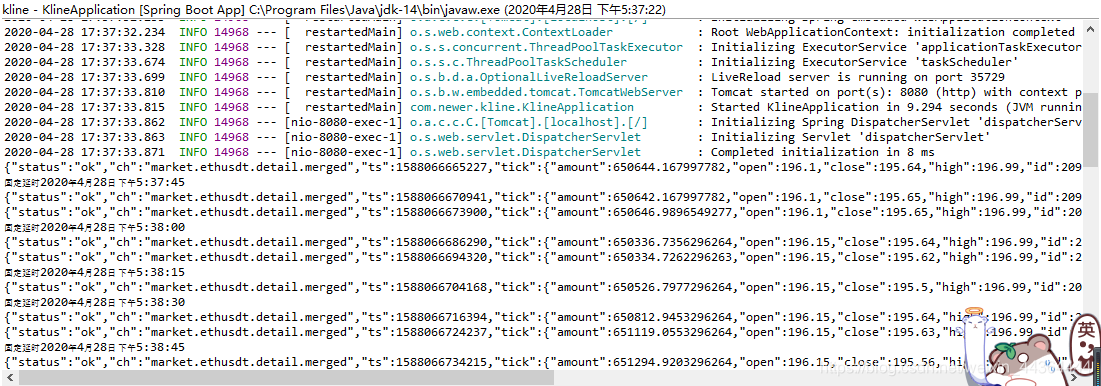 kline - KlineApplication [Spring Boot App] C:\Program Files\Java\jdk-14\bin\javaw.exe (2020年4月28日 下午5:37:22)
2020-04-28 17:37:32.234 INFO 14968 --- [ restartedMain] o.s.web.context.ContextLoader : Root WebApplicationContext: initialization completed
2020-04-28 17:37:33.328 INFO 14968 --- [ restartedMain] o.s.s.concurrent.ThreadPoolTaskExecutor : Initializing ExecutorService 'applicationTaskExecutor
2020-04-28 17:37:33.674 INFO 14968 --- [ restartedMain] o.s.s.c.ThreadPoolTaskScheduler : Initializing ExecutorService 'taskScheduler'
2020-04-28 17:37:33.699 INFO 14968 --- [ restartedMain] o.s.b.d.a.OptionalLiveReloadServer : LiveReload server is running on port 35729
2020-04-28 17:37:33.810 INFO 14968 --- [ restartedMain] o.s.b.w.embedded.tomcat.TomcatWebServer : Tomcat started on port(s): 8080 (http) with context p
2020-04-28 17:37:33.815 INFO 14968 --- [ restartedMain] com.newer.kline.KlineApplication : Started KlineApplication in 9.294 seconds (JVM runnin
2020-04-28 17:37:33.862 INFO 14968 --- [nio-8080-exec-1] o.a.c.c.C.[Tomcat].[localhost].[/] : Initializing Spring DispatcherServlet 'dispatcherServ
2020-04-28 17:37:33.863 INFO 14968 --- [nio-8080-exec-1] o.s.web.servlet.DispatcherServlet : Initializing Servlet 'dispatcherServlet'
2020-04-28 17:37:33.871 INFO 14968 --- [nio-8080-exec-1] o.s.web.servlet.DispatcherServlet : Completed initialization in 8 ms
{"status":"ok","ch":"market.ethusdt.detail.merged","ts":1588066665227,"tick":{"amount":650644.167997782,"open":196.1,"close":195.64,"high":196.99,"id":209
固定延时2020年4月28日 下午5:37:45
{"status":"ok","ch":"market.ethusdt.detail.merged","ts":1588066670941,"tick":{"amount":650642.167997782,"open":196.1,"close":195.65,"high":196.99,"id":209
{"status":"ok","ch":"market.ethusdt.detail.merged","ts":1588066673900,"tick":{"amount":650646.9896549277,"open":196.1,"close":195.65,"high":196.99,"id":20
固定延时2020年4月28日 下午5:38:00
{"status":"ok","ch":"market.ethusdt.detail.merged","ts":1588066686290,"tick":{"amount":650336.7356296264,"open":196.15,"close":195.64,"high":196.99,"id":2
{"status":"ok","ch":"market.ethusdt.detail.merged","ts":1588066694320,"tick":{"amount":650334.7262296263,"open":196.15,"close":195.62,"high":196.99,"id":2
固定延时2020年4月28日 下午5:38:15
{"status":"ok","ch":"market.ethusdt.detail.merged","ts":1588066704168,"tick":{"amount":650526.7977296264,"open":196.15,"close":195.5,"high":196.99,"id":20
固定延时2020年4月28日 下午5:38:30
{"status":"ok","ch":"market.ethusdt.detail.merged","ts":1588066716394,"tick":{"amount":650812.9453296264,"open":196.15,"close":195.64,"high":196.99,"id":2
{"status":"ok","ch":"market.ethusdt.detail.merged","ts":1588066724237,"tick":{"amount":651119.0553296264,"open":196.15,"close":195.63,"high":196.99,"id
固定延时2020年4月28日 下午5:38:45
{"status":"ok","ch":"market.ethusdt.detail.merged","ts":1588066734215,"tick":{"amount":651294.9203296264,"open":196.15,"close":195.56,"high
英